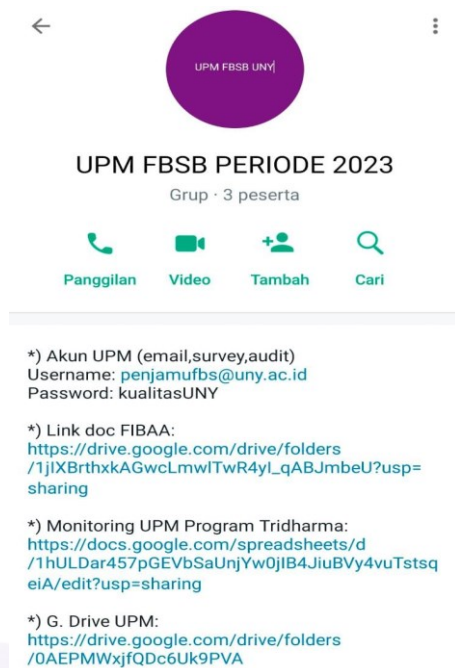 UPM FBSB UNY
UPM FBSB PERIODE 2023
Grup · 3 peserta
Panggilan Video Tambah Cari
*) Akun UPM (email,survey,audit)
Username: penjamufbs@uny.ac.id
Password: kualitasUNY
*) Link doc FIBAA:
https://drive.google.com/drive/folders
/1jIXBrthxkAGwcLmwlTwR4yI_qABJmbeU?usp=
sharing
*) Monitoring UPM Program Tridharma:
https://docs.google.com/spreadsheets/d
/1hULDar457pGEVbSaUnjYw0jIB4JiuBVy4vuTstsq
eiA/edit?usp=sharing
*) G. Drive UPM:
https://drive.google.com/drive/folders
/0AEPMWxjfQDc6Uk9PVA